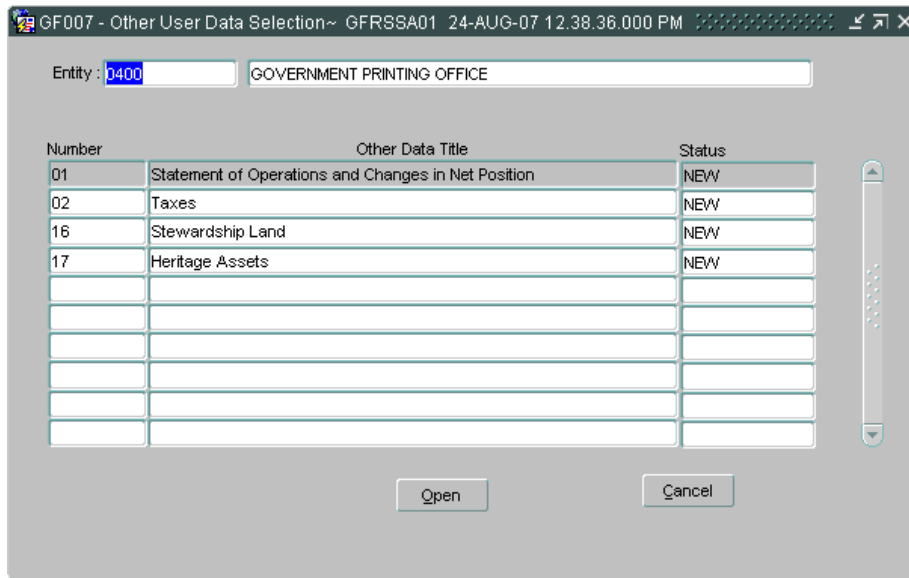 GF007 - Other User Data Selection~ GFRSSA01 24-AUG-07 12.38.36.000 PM
Entity : 0400 GOVERNMENT PRINTING OFFICE
Number Other Data Title Status
01 Statement of Operations and Changes in Net Position NEW
02 Taxes NEW
16 Stewardship Land NEW
17 Heritage Assets NEW
Open Cancel